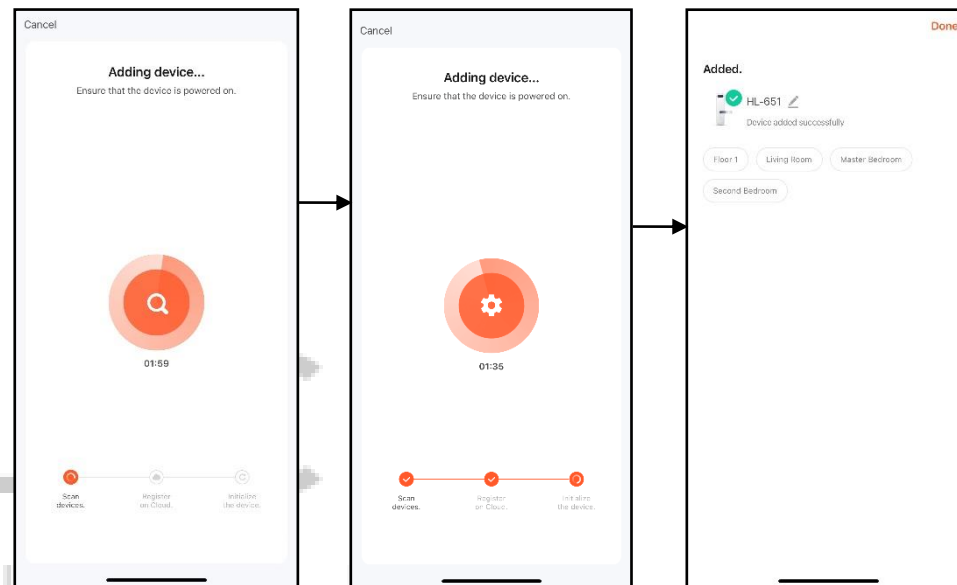 Cancel
Adding device...
Ensure that the device is powered on.
01:59
Scan
devices.
Register
on Cloud.
Initialize
the device.
Cancel
Adding device...
Ensure that the device is powered on.
01:35
Scan
devices.
Register
on Cloud.
Initialize
the device.
Done
Added.
HL-651
Device added successfully
Floor 1 Living Room Master Bedroom
Second Bedroom